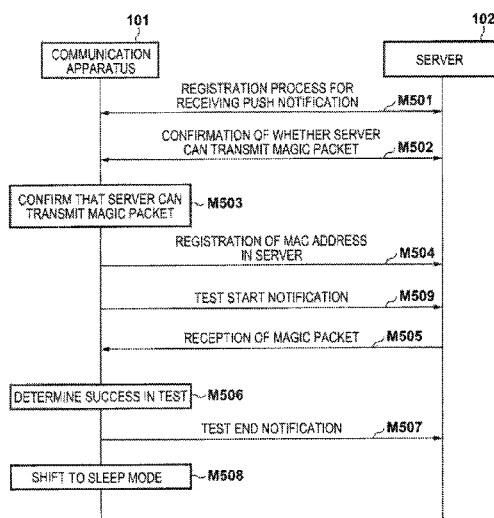 101
102
COMMUNICATION
APPARATUS
SERVER
REGISTRATION PROCESS FOR
RECEIVING PUSH NOTIFICATION
M501
CONFIRMATION OF WHETHER SERVER
CAN TRANSMIT MAGIC PACKET
M502
CONFIRM THAT SERVER CAN
TRANSMIT MAGIC PACKET
M503
REGISTRATION OF MAC ADDRESS
IN SERVER
M504
TEST START NOTIFICATION
M509
RECEPTION OF MAGIC PACKET
M505
DETERMINE SUCCESS IN TEST
M506
TEST END NOTIFICATION
M507
SHIFT TO SLEEP MODE
M508